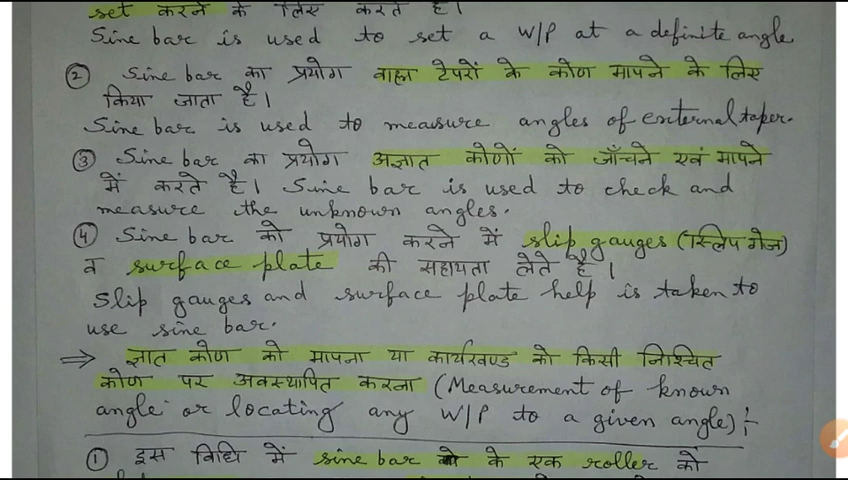 set करने के लिए करते है।
Sine bar is used to set a W/P at a definite angle
② Sine bar का प्रयोग वाह्म टेपरों के कोण मापने के लिए
किया जाता है।
Sine bar is used to measure angles of external taper.
③ Sine bar का प्रयोग अज्ञात कोणों को जाँचने एवं मापने
में करते है। Sine bar is used to check and
measure the unknown angles.
④ Sine bar को प्रयोग करने में slip gauges (स्लिप गेज)
व surface plate की सहायता लेते है।
Slip gauges and surface plate help is taken to
use sine bar.
⇒ ज्ञात कोण को मापना या कार्यखण्ड को किसी निश्चित
कोण पर अवस्थापित करना (Measurement of known
angle or locating any W/P to a given angle) :-
① इस विधि में sine bar के एक roller को